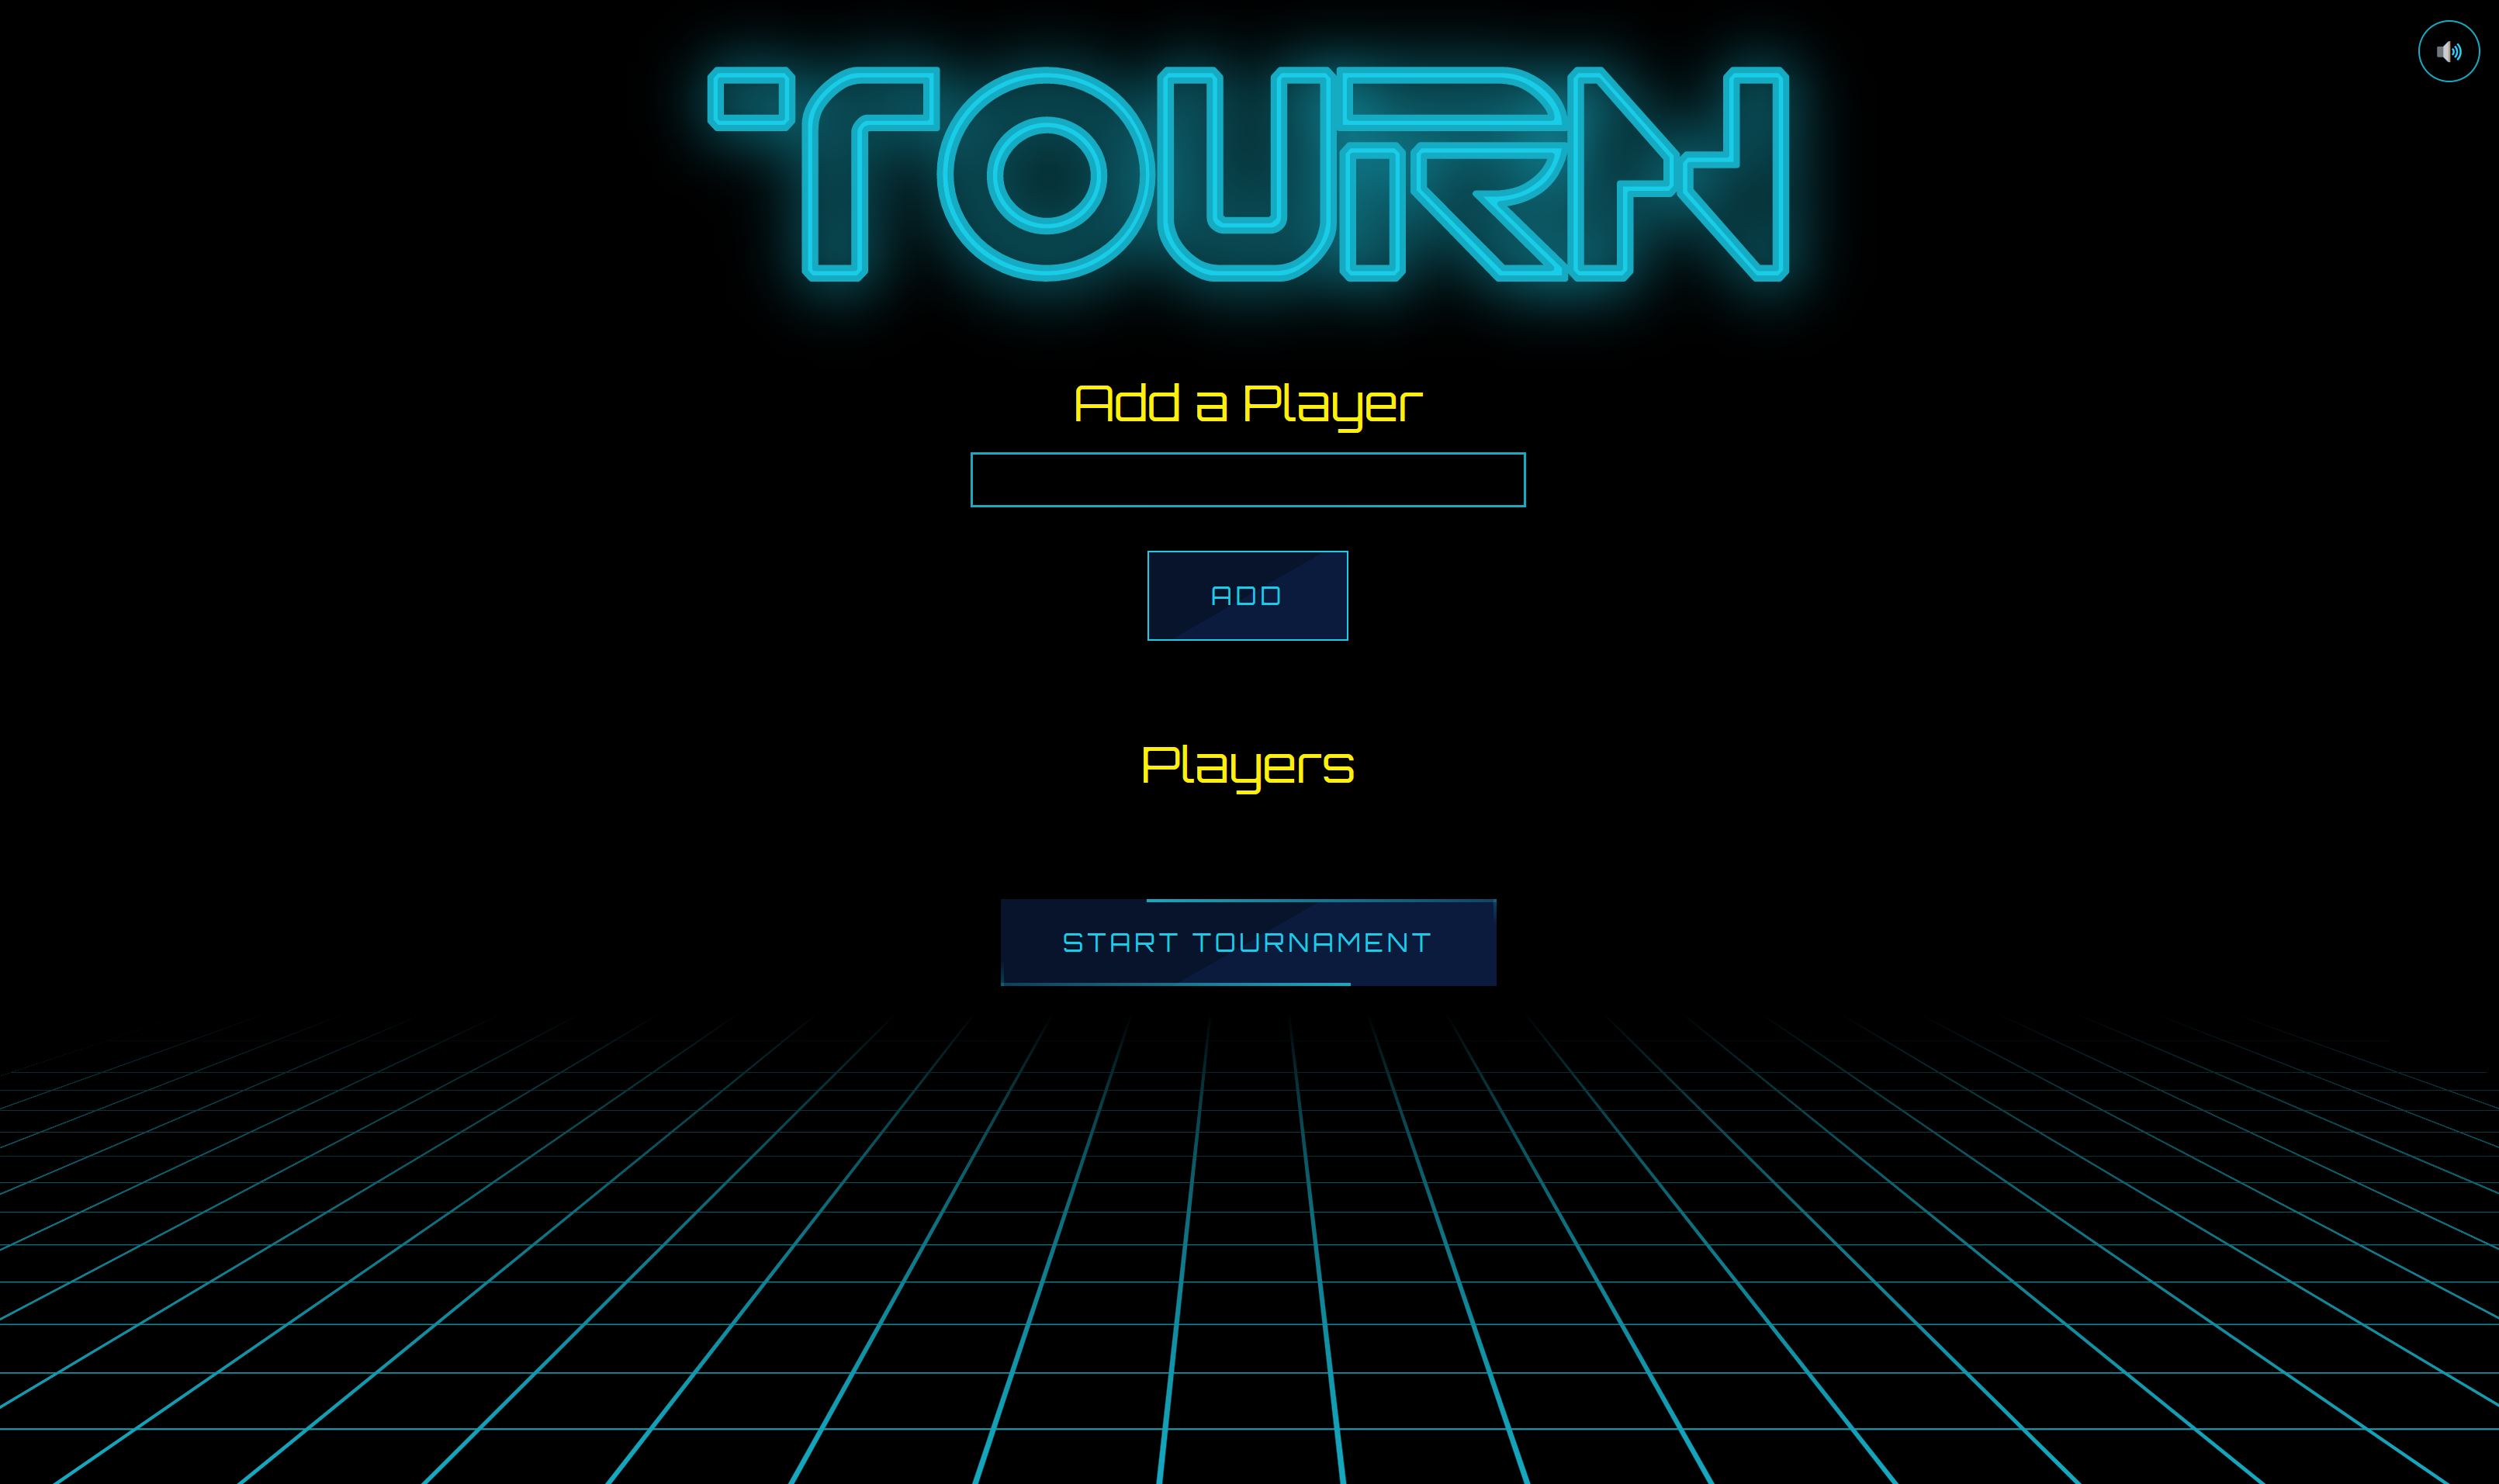 TOURN
Add a Player
ADD
Players
START TOURNAMENT